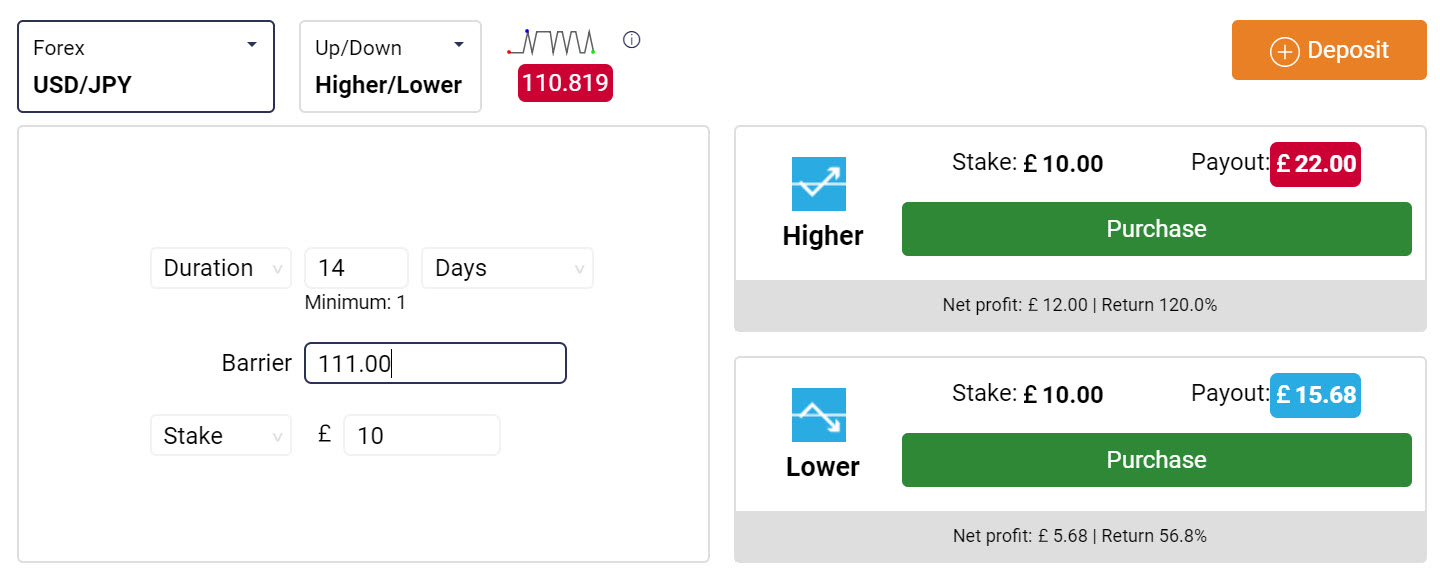 Forex
USD/JPY
Up/Down
Higher/Lower
110.819
Deposit
Duration 14 Days
Minimum: 1
Barrier 111.00
Stake £ 10
Higher
Stake: £ 10.00 Payout: £ 22.00
Purchase
Net profit: £ 12.00 | Return 120.0%
Lower
Stake: £ 10.00 Payout: £ 15.68
Purchase
Net profit: £ 5.68 | Return 56.8%